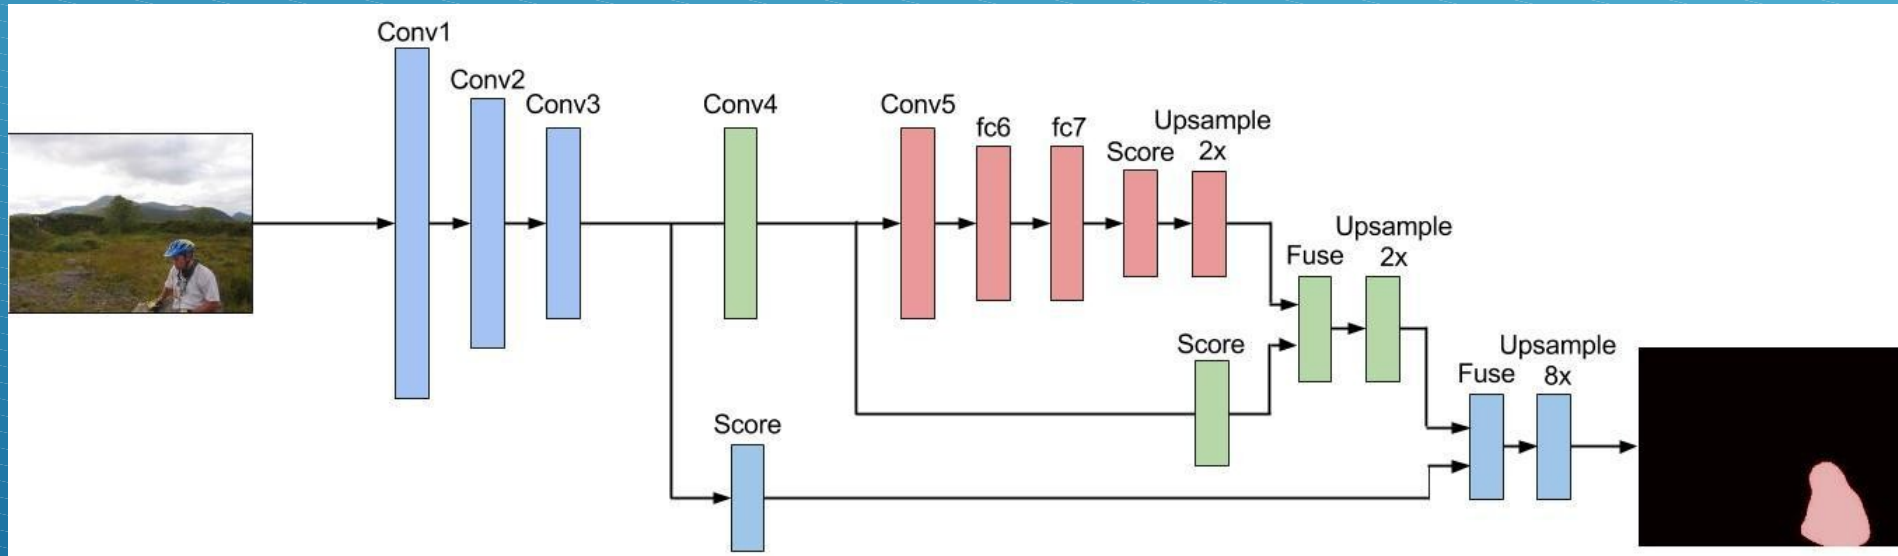 Conv1
Conv2
Conv3
Conv4
Conv5
fc6
fc7
Score
Upsample
2x
Fuse
Upsample
2x
Score
Fuse
Upsample
8x
Score